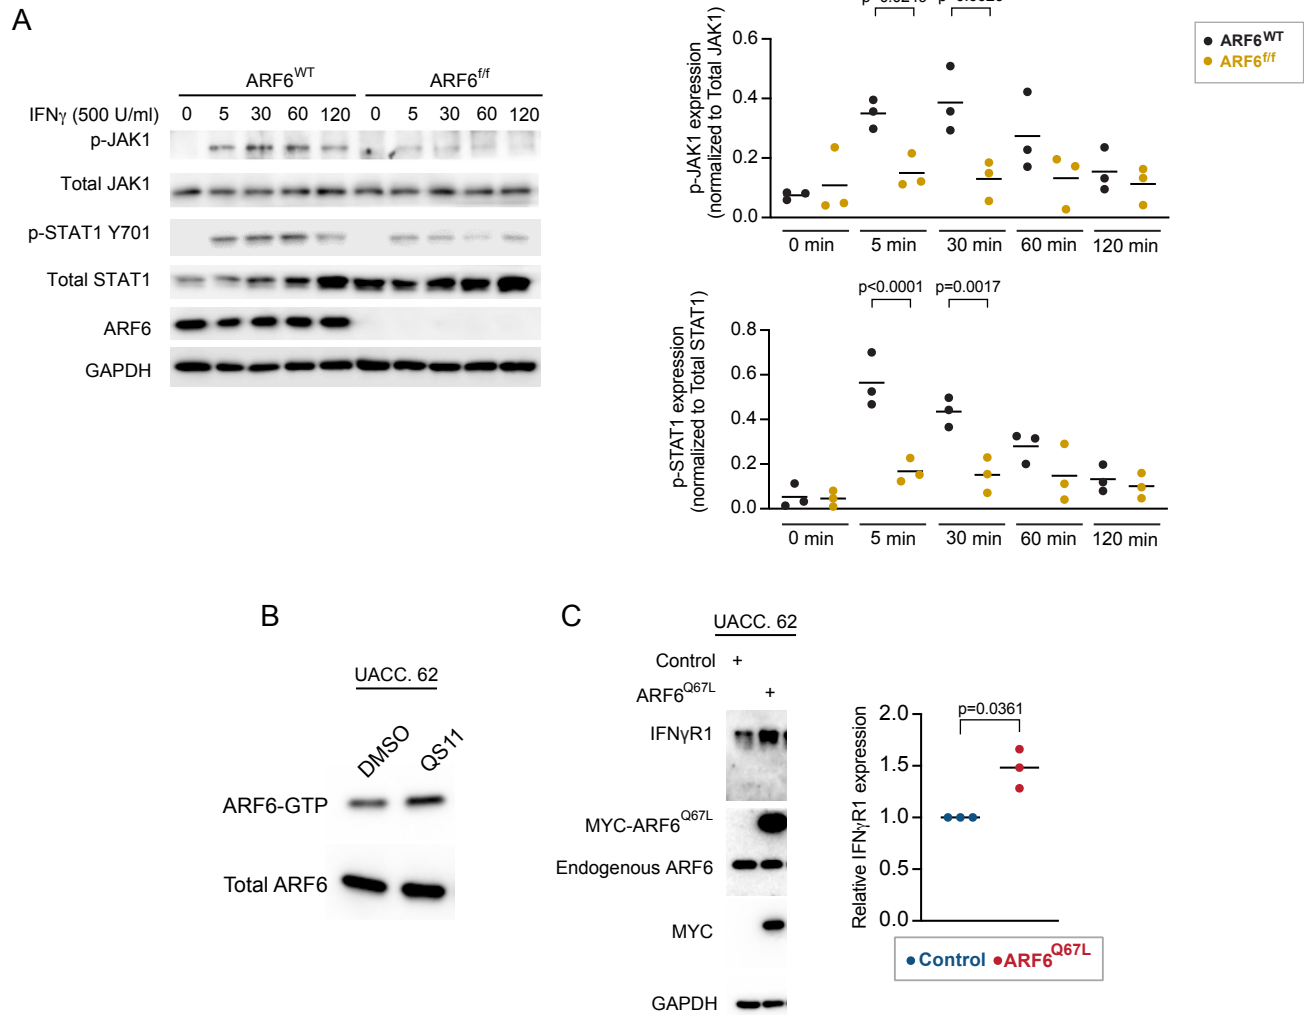 A
ARF6WT
ARF6f/f
IFNγ (500 U/ml)
0 5 30 60 120 0 5 30 60 120
p-JAK1
Total JAK1
p-STAT1 Y701
Total STAT1
ARF6
GAPDH
p-JAK1 expression
(normalized to Total JAK1)
0.6
0.4
0.2
0.0
0 min 5 min 30 min 60 min 120 min
ARF6WT
ARF6f/f
p<0.0001 p=0.0017
p-STAT1 expression
(normalized to Total STAT1)
0.8
0.6
0.4
0.2
0.0
0 min 5 min 30 min 60 min 120 min
B
UACC. 62
DMSO
QS11
ARF6-GTP
Total ARF6
C
UACC. 62
Control +
ARF6Q67L +
IFNγR1
MYC-ARF6Q67L
Endogenous ARF6
MYC
GAPDH
p=0.0361
Relative IFNγR1 expression
2.0
1.5
1.0
0.5
0.0
Control ARF6Q67L